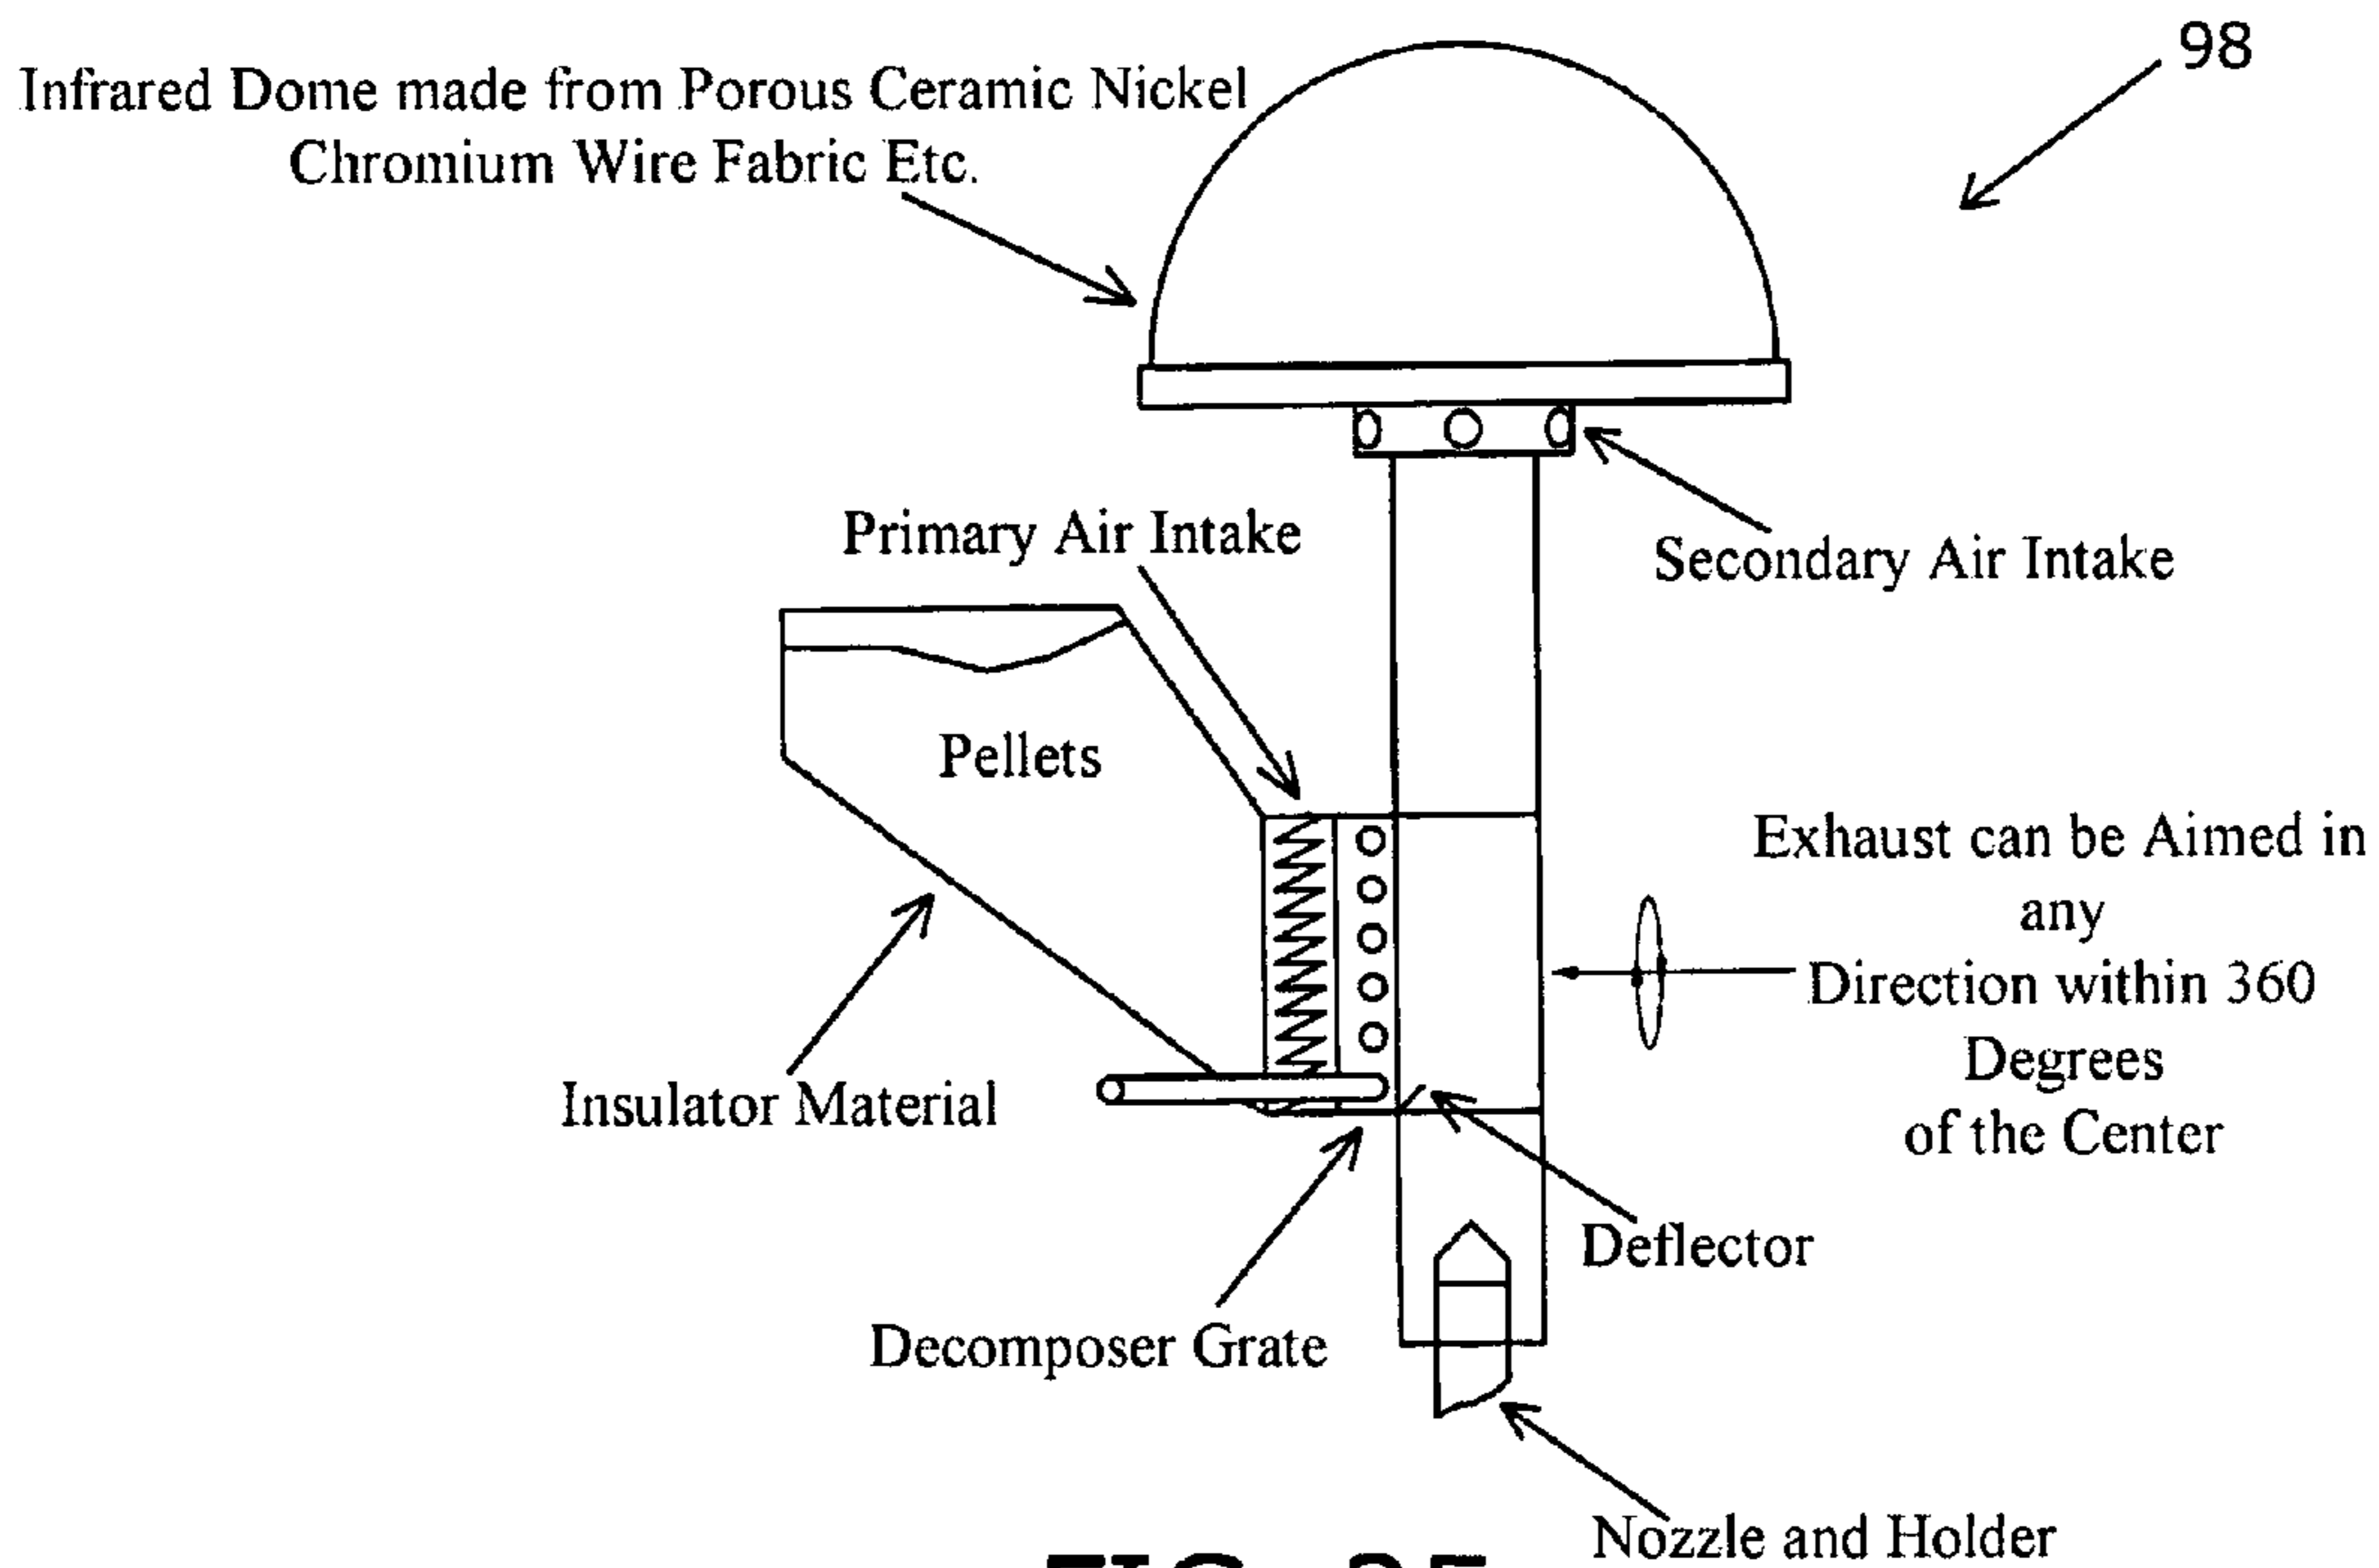 98
Infrared Dome made from Porous Ceramic Nickel
Chromium Wire Fabric Etc.
Primary Air Intake
Secondary Air Intake
Pellets
Exhaust can be Aimed in
any
Direction within 360
Degrees
of the Center
Insulator Material
Deflector
Decomposer Grate
Nozzle and Holder